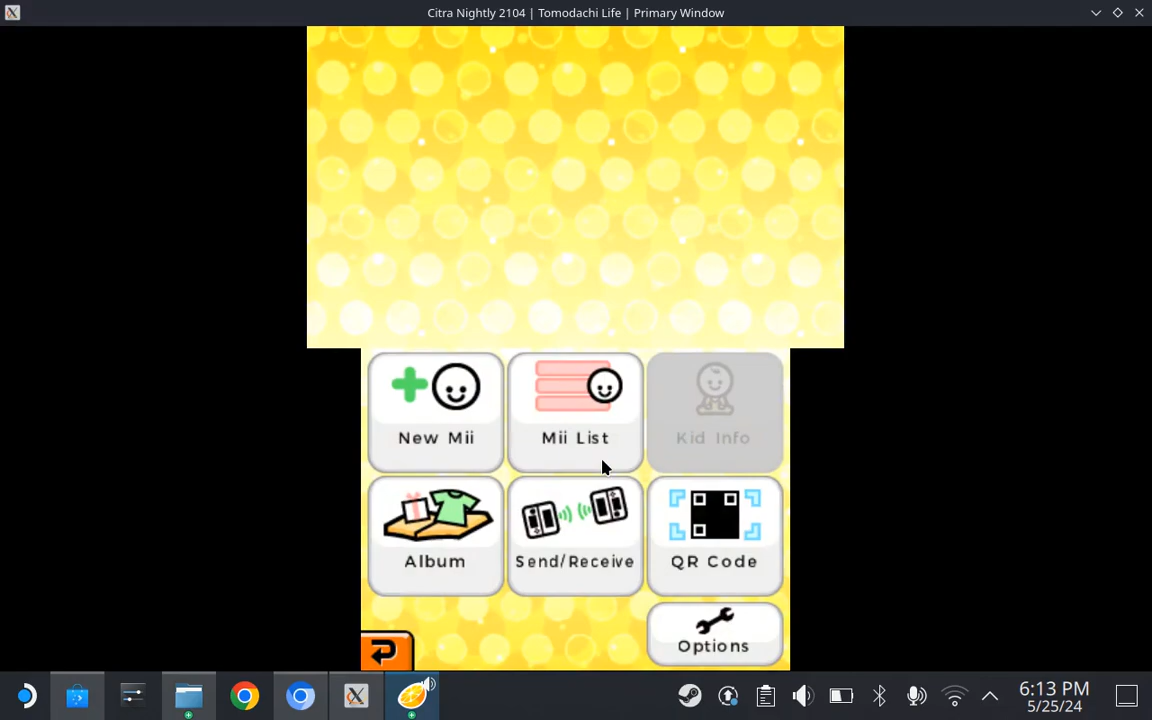 Citra Nightly 2104 | Tomodachi Life | Primary Window
New Mii
Mii List
Kid Info
Album
Send/Receive
QR Code
Options
6:13 PM
5/25/24